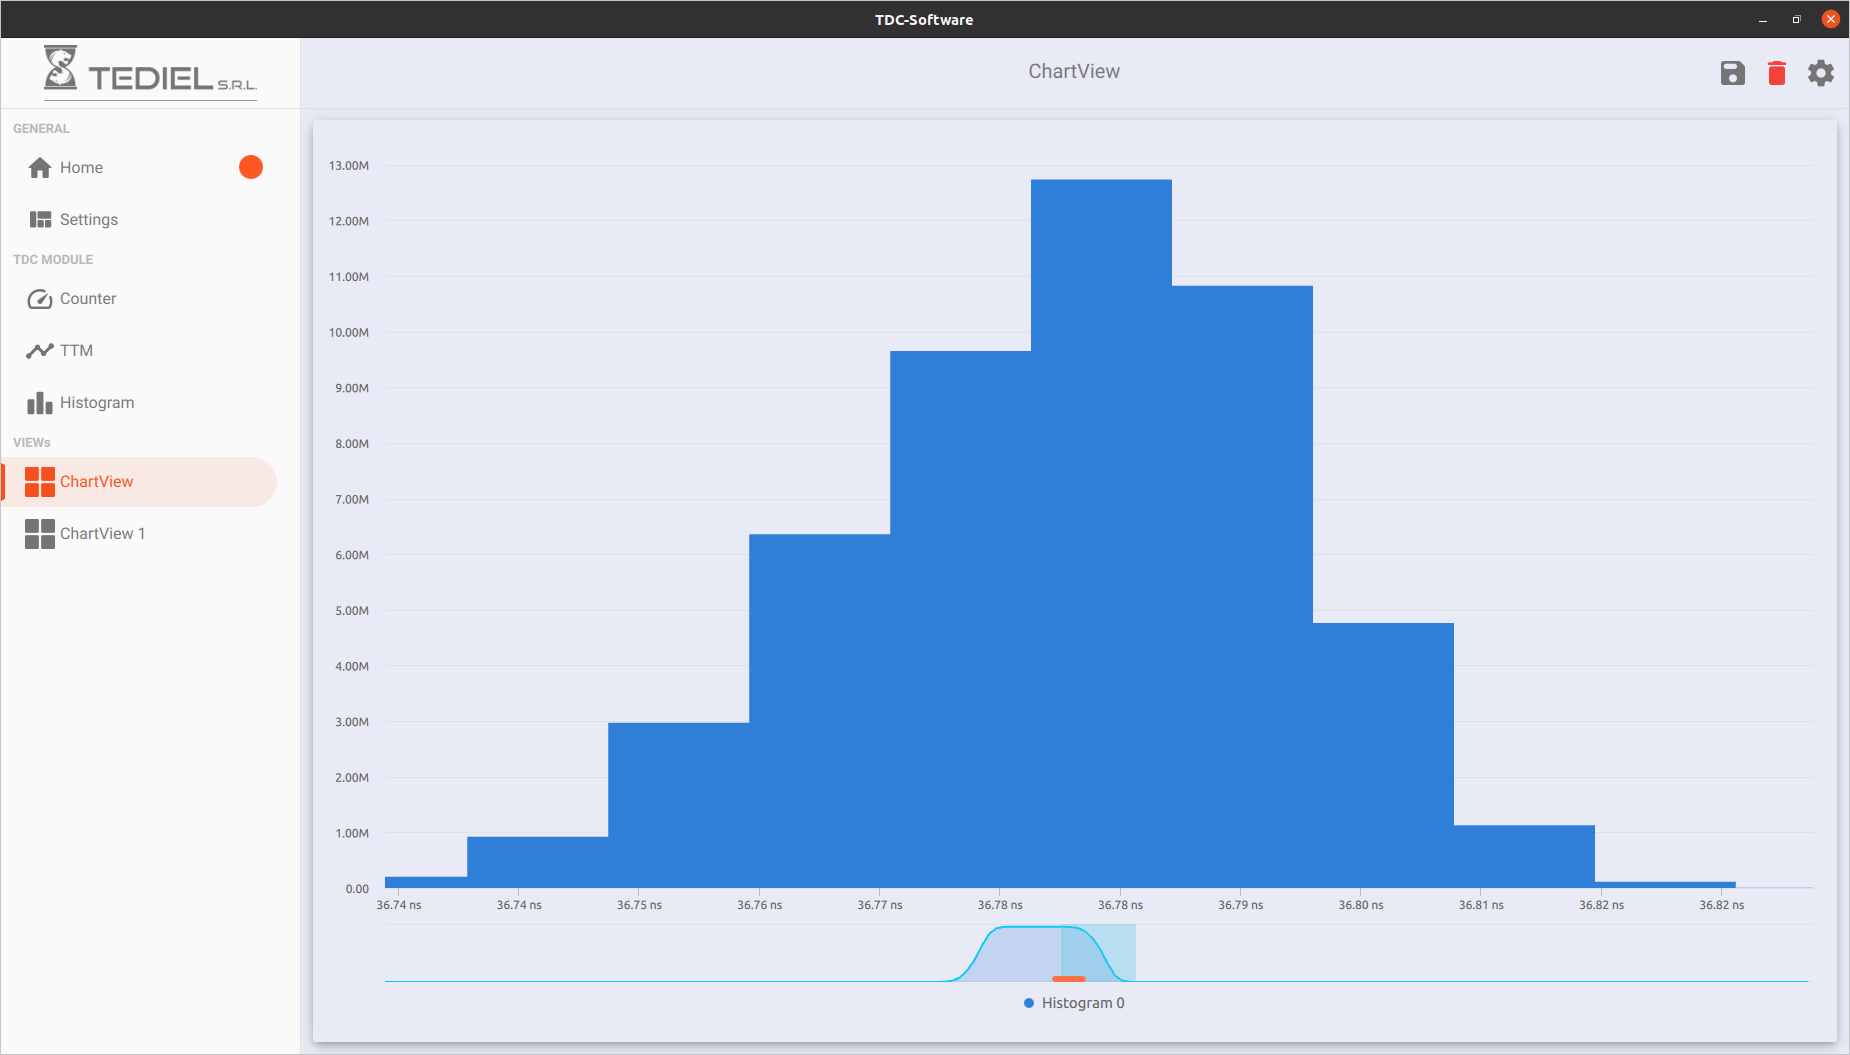 TDC-Software
TEDIEL S.R.L.
ChartView
GENERAL
Home
Settings
TDC MODULE
Counter
TTM
Histogram
VIEWs
ChartView
ChartView 1
13.00M
12.00M
11.00M
10.00M
9.00M
8.00M
7.00M
6.00M
5.00M
4.00M
3.00M
2.00M
1.00M
0.00
36.74 ns 36.74 ns 36.75 ns 36.76 ns 36.77 ns 36.78 ns 36.78 ns 36.79 ns 36.80 ns 36.81 ns 36.82 ns 36.82 ns
Histogram 0